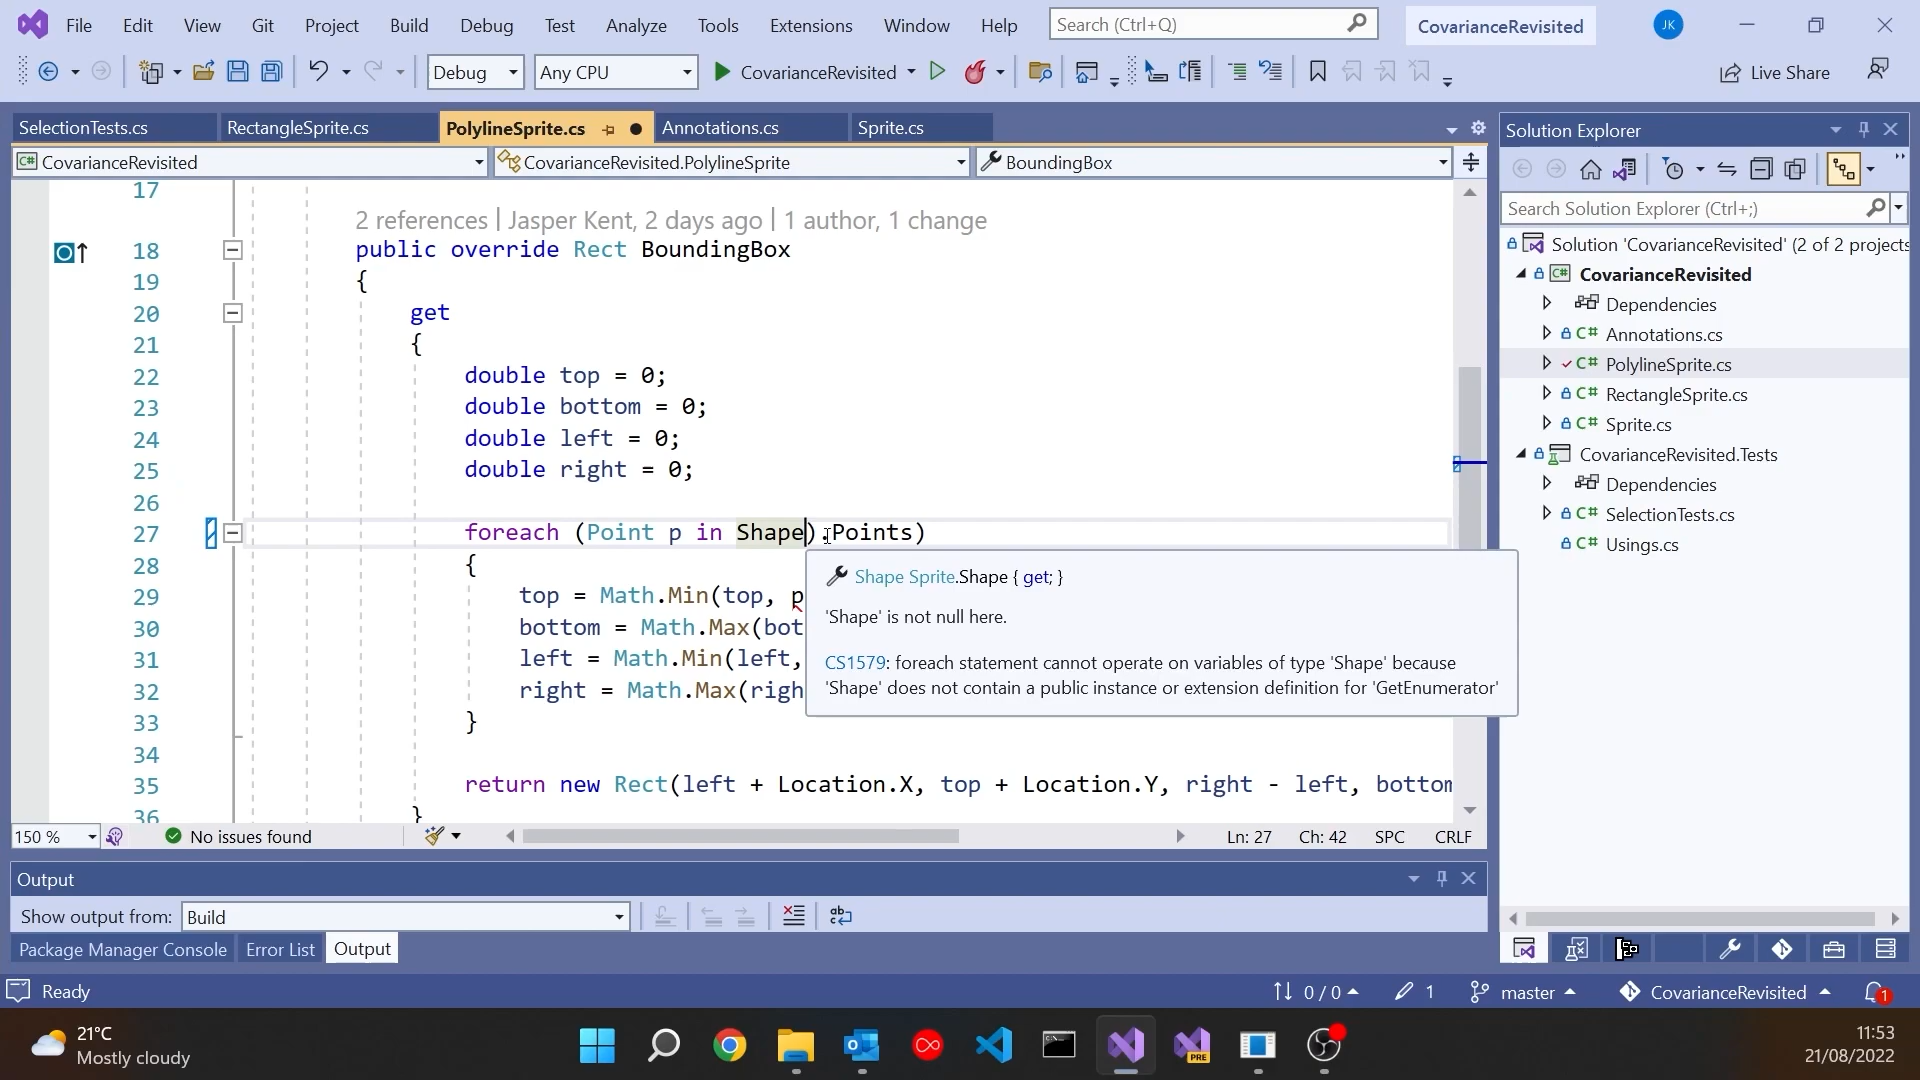 File Edit View Git Project Build Debug Test Analyze Tools Extensions Window Help Search (Ctrl+Q) CovarianceRevisited JK
Debug Any CPU CovarianceRevisited Live Share
SelectionTests.cs RectangleSprite.cs PolylineSprite.cs Annotations.cs Sprite.cs
CovarianceRevisited CovarianceRevisited.PolylineSprite BoundingBox
17
2 references | Jasper Kent, 2 days ago | 1 author, 1 change
18 public override Rect BoundingBox
19 {
20 get
21 {
22 double top = 0;
23 double bottom = 0;
24 double left = 0;
25 double right = 0;
26
27 foreach (Point p in Shape).Points)
28 {
29 top = Math.Min(top, p
30 bottom = Math.Max(bot
31 left = Math.Min(left,
32 right = Math.Max(righ
33 }
34
35 return new Rect(left + Location.X, top + Location.Y, right - left, bottom
36 }
Shape Sprite.Shape { get; }
'Shape' is not null here.
CS1579: foreach statement cannot operate on variables of type 'Shape' because
'Shape' does not contain a public instance or extension definition for 'GetEnumerator'
150 % No issues found Ln: 27 Ch: 42 SPC CRLF
Output
Show output from: Build
Package Manager Console Error List Output
Solution Explorer
Search Solution Explorer (Ctrl+;)
Solution 'CovarianceRevisited' (2 of 2 projects
C# CovarianceRevisited
Dependencies
C# Annotations.cs
C# PolylineSprite.cs
C# RectangleSprite.cs
C# Sprite.cs
CovarianceRevisited.Tests
Dependencies
C# SelectionTests.cs
C# Usings.cs
Ready 0 / 0 1 master CovarianceRevisited 1
21°C
Mostly cloudy
PRE
11:53
21/08/2022